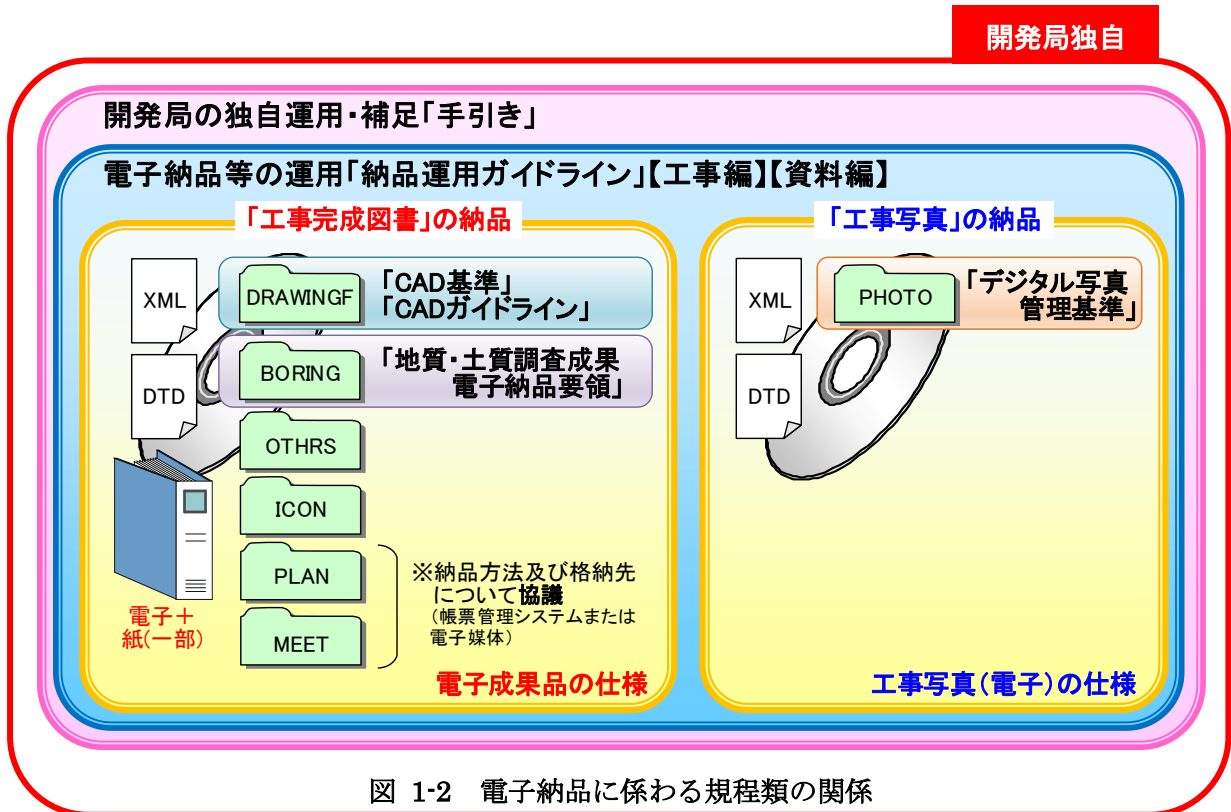 開発局独自
開発局の独自運用・補足「手引き」
電子納品等の運用「納品運用ガイドライン」【工事編】【資料編】
「工事完成図書」の納品
XML
DTD
DRAWINGF
「CAD基準」
「CADガイドライン」
BORING
「地質・土質調査成果
電子納品要領」
OTHRS
ICON
PLAN
MEET
※納品方法及び格納先
について協議
(帳票管理システムまたは
電子媒体)
電子＋
紙(一部)
電子成果品の仕様
「工事写真」の納品
XML
DTD
PHOTO
「デジタル写真
管理基準」
工事写真(電子)の仕様
図 1-2 電子納品に係わる規程類の関係